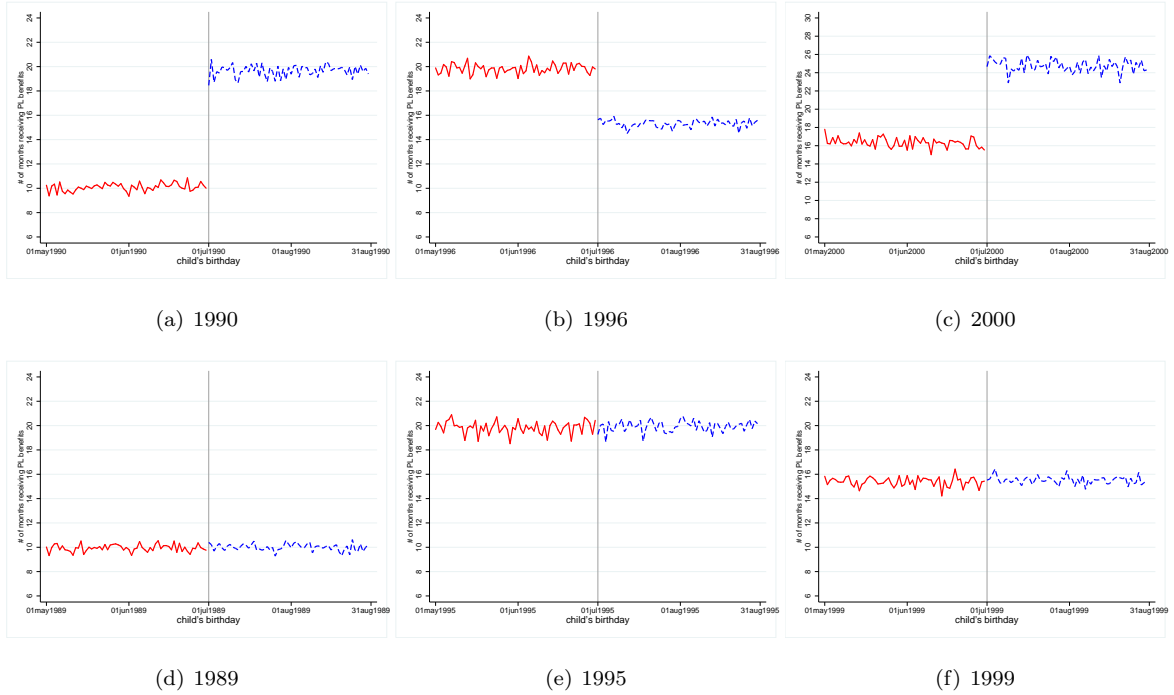 # of months receiving PL benefits
24
22
20
18
16
14
12
10
8
6
01may1990 01jun1990 01jul1990 01aug1990 31aug1990
child's birthday
(a) 1990
# of months receiving PL benefits
24
22
20
18
16
14
12
10
8
6
01may1996 01jun1996 01jul1996 01aug1996 31aug1996
child's birthday
(b) 1996
# of months receiving PL benefits
30
28
26
24
22
20
18
16
14
12
10
8
6
01may2000 01jun2000 01jul2000 01aug2000 31aug2000
child's birthday
(c) 2000
# of months receiving PL benefits
24
22
20
18
16
14
12
10
8
6
01may1989 01jun1989 01jul1989 01aug1989 31aug1989
child's birthday
(d) 1989
# of months receiving PL benefits
24
22
20
18
16
14
12
10
8
6
01may1995 01jun1995 01jul1995 01aug1995 31aug1995
child's birthday
(e) 1995
# of months receiving PL benefits
24
22
20
18
16
14
12
10
8
6
01may1999 01jun1999 01jul1999 01aug1999 31aug1999
child's birthday
(f) 1999